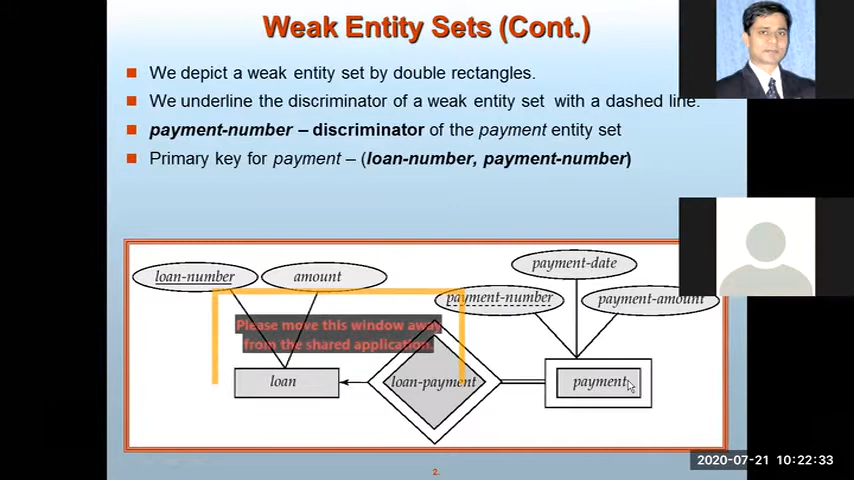 Weak Entity Sets (Cont.)
We depict a weak entity set by double rectangles.
We underline the discriminator of a weak entity set with a dashed line.
payment-number – discriminator of the payment entity set
Primary key for payment – (loan-number, payment-number)
payment-date
loan-number
amount
payment-number
payment-amount
Please move this window away
from the shared application.
loan
loan-payment
payment
2020-07-21 10:22:33
2.